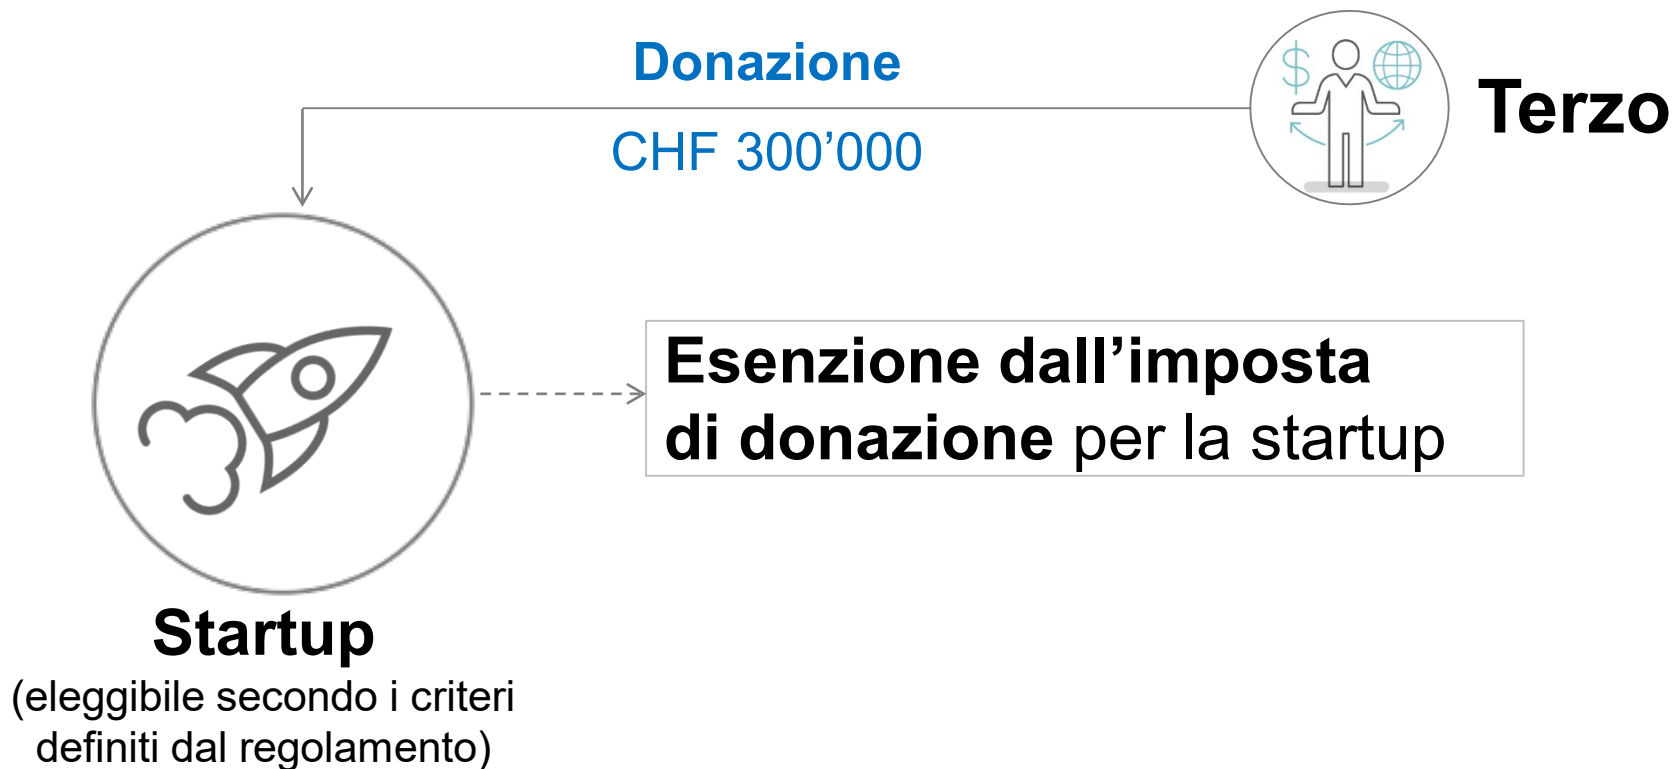 Donazione
CHF 300’000
Terzo
Esenzione dall’imposta
di donazione per la startup
Startup
(eleggibile secondo i criteri
definiti dal regolamento)